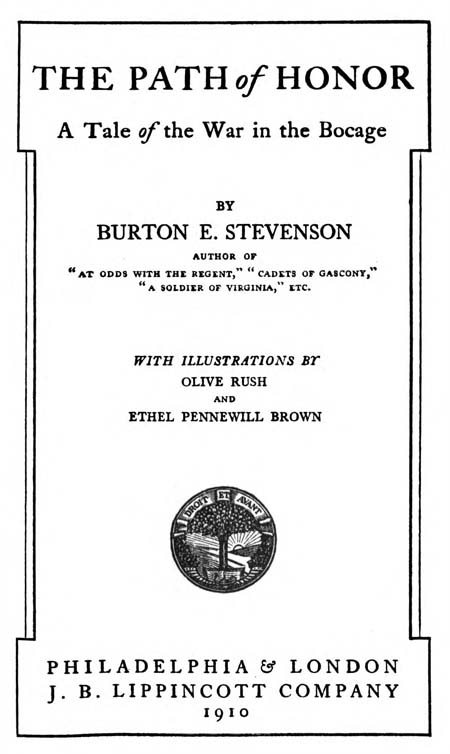 THE PATH of HONOR
A Tale of the War in the Bocage
BY
BURTON E. STEVENSON
AUTHOR OF
"AT ODDS WITH THE REGENT," "CADETS OF GASCONY,"
"A SOLDIER OF VIRGINIA," ETC.
WITH ILLUSTRATIONS BY
OLIVE RUSH
AND
ETHEL PENNEWILL BROWN
DROIT ET AVANT
PHILADELPHIA & LONDON
J. B. LIPPINCOTT COMPANY
1910